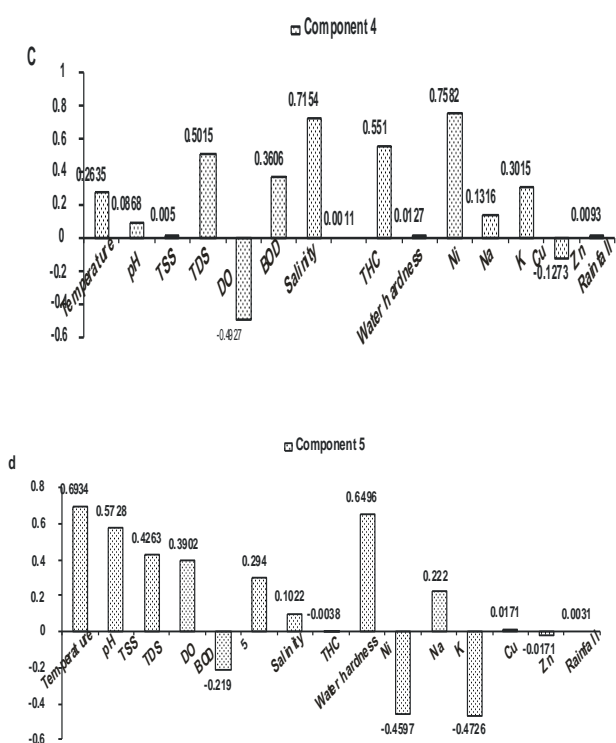 Component 4
C
1
0.8
0.6
0.4
0.2
0
-0.2
-0.4
-0.6
0.2635
0.0868
0.005
0.5015
-0.4927
0.3606
0.7154
0.0011
0.551
0.0127
0.7582
0.1316
0.3015
-0.1273
0.0093
Temperature
pH
TSS
TDS
DO
BOD
Salinity
THC
Water hardness
Ni
Na
K
Cu
Zn
Rainfall
Component 5
d
0.8
0.6
0.4
0.2
0
-0.2
-0.4
-0.6
0.6934
0.5728
0.4263
0.3902
-0.219
0.294
0.1022
-0.0038
0.6496
-0.4597
0.222
-0.4726
0.0171
-0.0171
0.0031
Temperature
pH
TSS
TDS
DO
BOD
5
Salinity
THC
Water hardness
Ni
Na
K
Cu
Zn
Rainfall